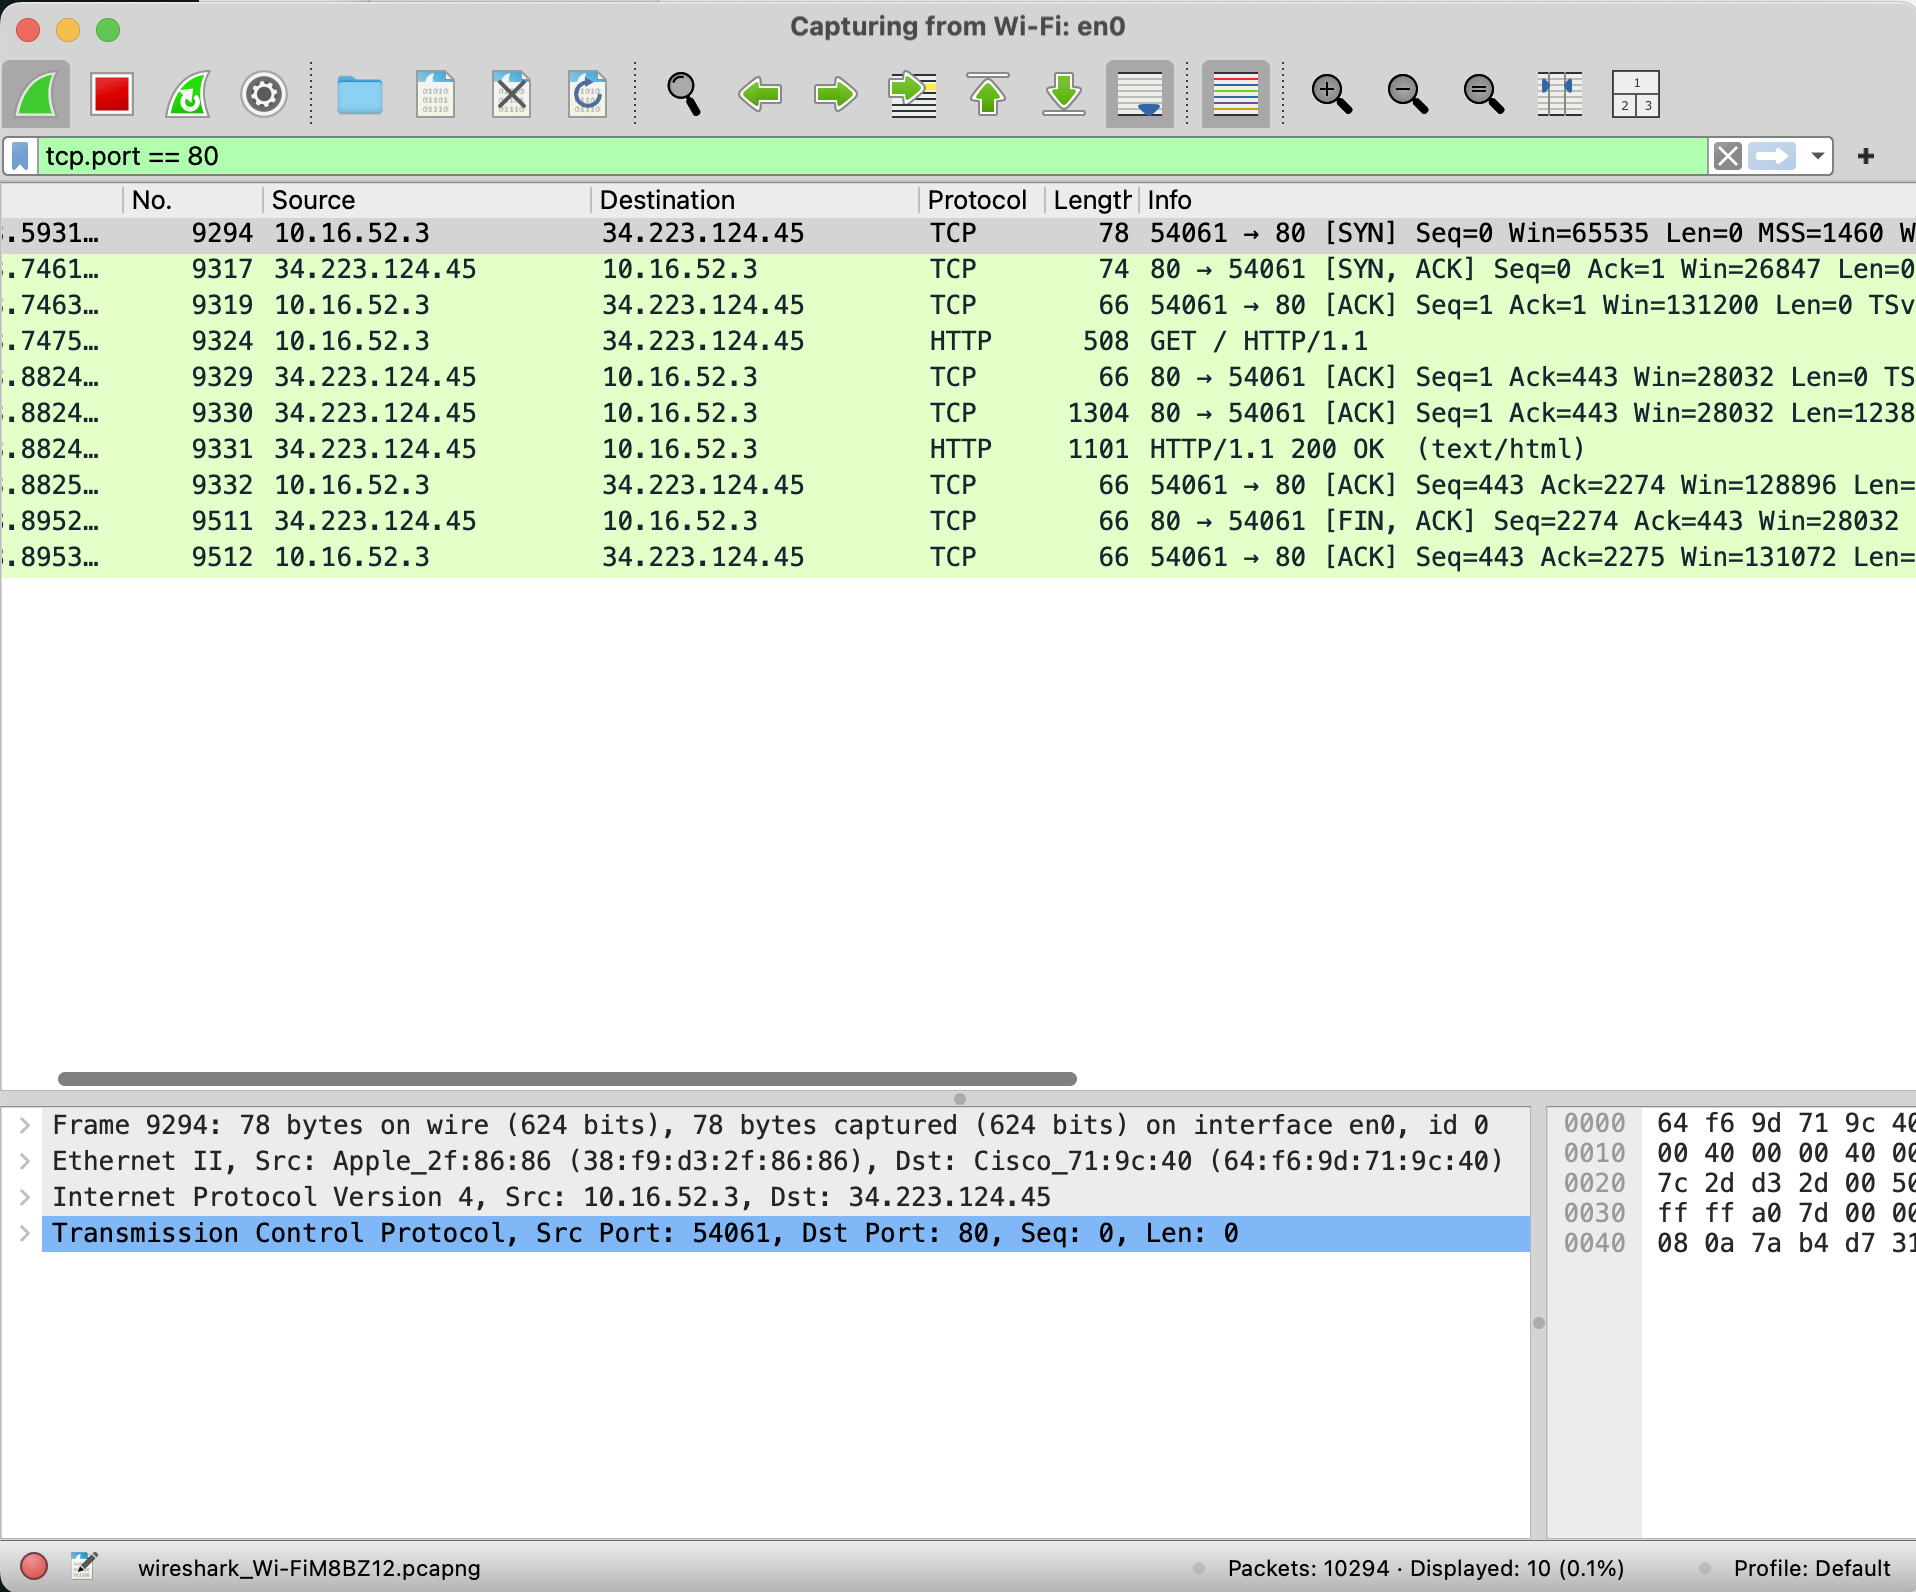 Capturing from Wi-Fi: en0
tcp.port == 80
No. Source Destination Protocol Length Info
.5931… 9294 10.16.52.3 34.223.124.45 TCP 78 54061 → 80 [SYN] Seq=0 Win=65535 Len=0 MSS=1460 W
.7461… 9317 34.223.124.45 10.16.52.3 TCP 74 80 → 54061 [SYN, ACK] Seq=0 Ack=1 Win=26847 Len=0
.7463… 9319 10.16.52.3 34.223.124.45 TCP 66 54061 → 80 [ACK] Seq=1 Ack=1 Win=131200 Len=0 TSv
.7475… 9324 10.16.52.3 34.223.124.45 HTTP 508 GET / HTTP/1.1
.8824… 9329 34.223.124.45 10.16.52.3 TCP 66 80 → 54061 [ACK] Seq=1 Ack=443 Win=28032 Len=0 TS
.8824… 9330 34.223.124.45 10.16.52.3 TCP 1304 80 → 54061 [ACK] Seq=1 Ack=443 Win=28032 Len=1238
.8824… 9331 34.223.124.45 10.16.52.3 HTTP 1101 HTTP/1.1 200 OK (text/html)
.8825… 9332 10.16.52.3 34.223.124.45 TCP 66 54061 → 80 [ACK] Seq=443 Ack=2274 Win=128896 Len=
.8952… 9511 34.223.124.45 10.16.52.3 TCP 66 80 → 54061 [FIN, ACK] Seq=2274 Ack=443 Win=28032
.8953… 9512 10.16.52.3 34.223.124.45 TCP 66 54061 → 80 [ACK] Seq=443 Ack=2275 Win=131072 Len=
Frame 9294: 78 bytes on wire (624 bits), 78 bytes captured (624 bits) on interface en0, id 0
Ethernet II, Src: Apple_2f:86:86 (38:f9:d3:2f:86:86), Dst: Cisco_71:9c:40 (64:f6:9d:71:9c:40)
Internet Protocol Version 4, Src: 10.16.52.3, Dst: 34.223.124.45
Transmission Control Protocol, Src Port: 54061, Dst Port: 80, Seq: 0, Len: 0
0000 64 f6 9d 71 9c 40
0010 00 40 00 00 40 00
0020 7c 2d d3 2d 00 50
0030 ff ff a0 7d 00 00
0040 08 0a 7a b4 d7 31
wireshark_Wi-FiM8BZ12.pcapng Packets: 10294 · Displayed: 10 (0.1%) Profile: Default